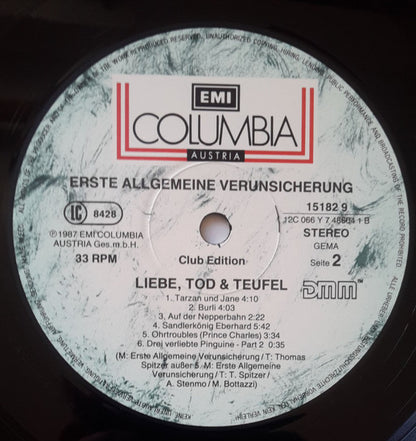 EMI
COLUMBIA
AUSTRIA
ERSTE ALLGEMEINE VERUNSICHERUNG
LC 8428
15182 9
12C 066 Y 7 48664 1-B
℗1987 EMI COLUMBIA
AUSTRIA Ges.m.b.H.
STEREO
GEMA
33 RPM
Club Edition
Seite 2
LIEBE, TOD & TEUFEL
DMM
1. Tarzan und Jane 4:10
2. Burli 4:03
3. Auf der Nepperbahn 2:22
4. Sandlerkönig Eberhard 5:42
5. Ohrtroubles (Prince Charles) 3:34
6. Drei verliebte Pinguine - Part 2 0:35
(M: Erste Allgemeine Verunsicherung / T: Thomas
Spitzer außer 5. M: Erste Allgemeine
Verunsicherung / T: T. Spitzer /
A. Stenmo / M. Bottazzi)